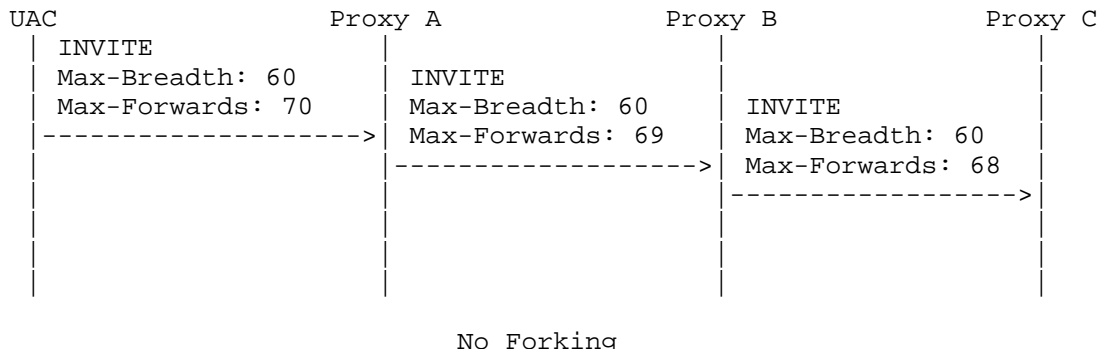 UAC Proxy A Proxy B Proxy C
INVITE
Max-Breadth: 60 INVITE
Max-Forwards: 70 Max-Breadth: 60 INVITE
Max-Forwards: 69 Max-Breadth: 60
Max-Forwards: 68
No Forking